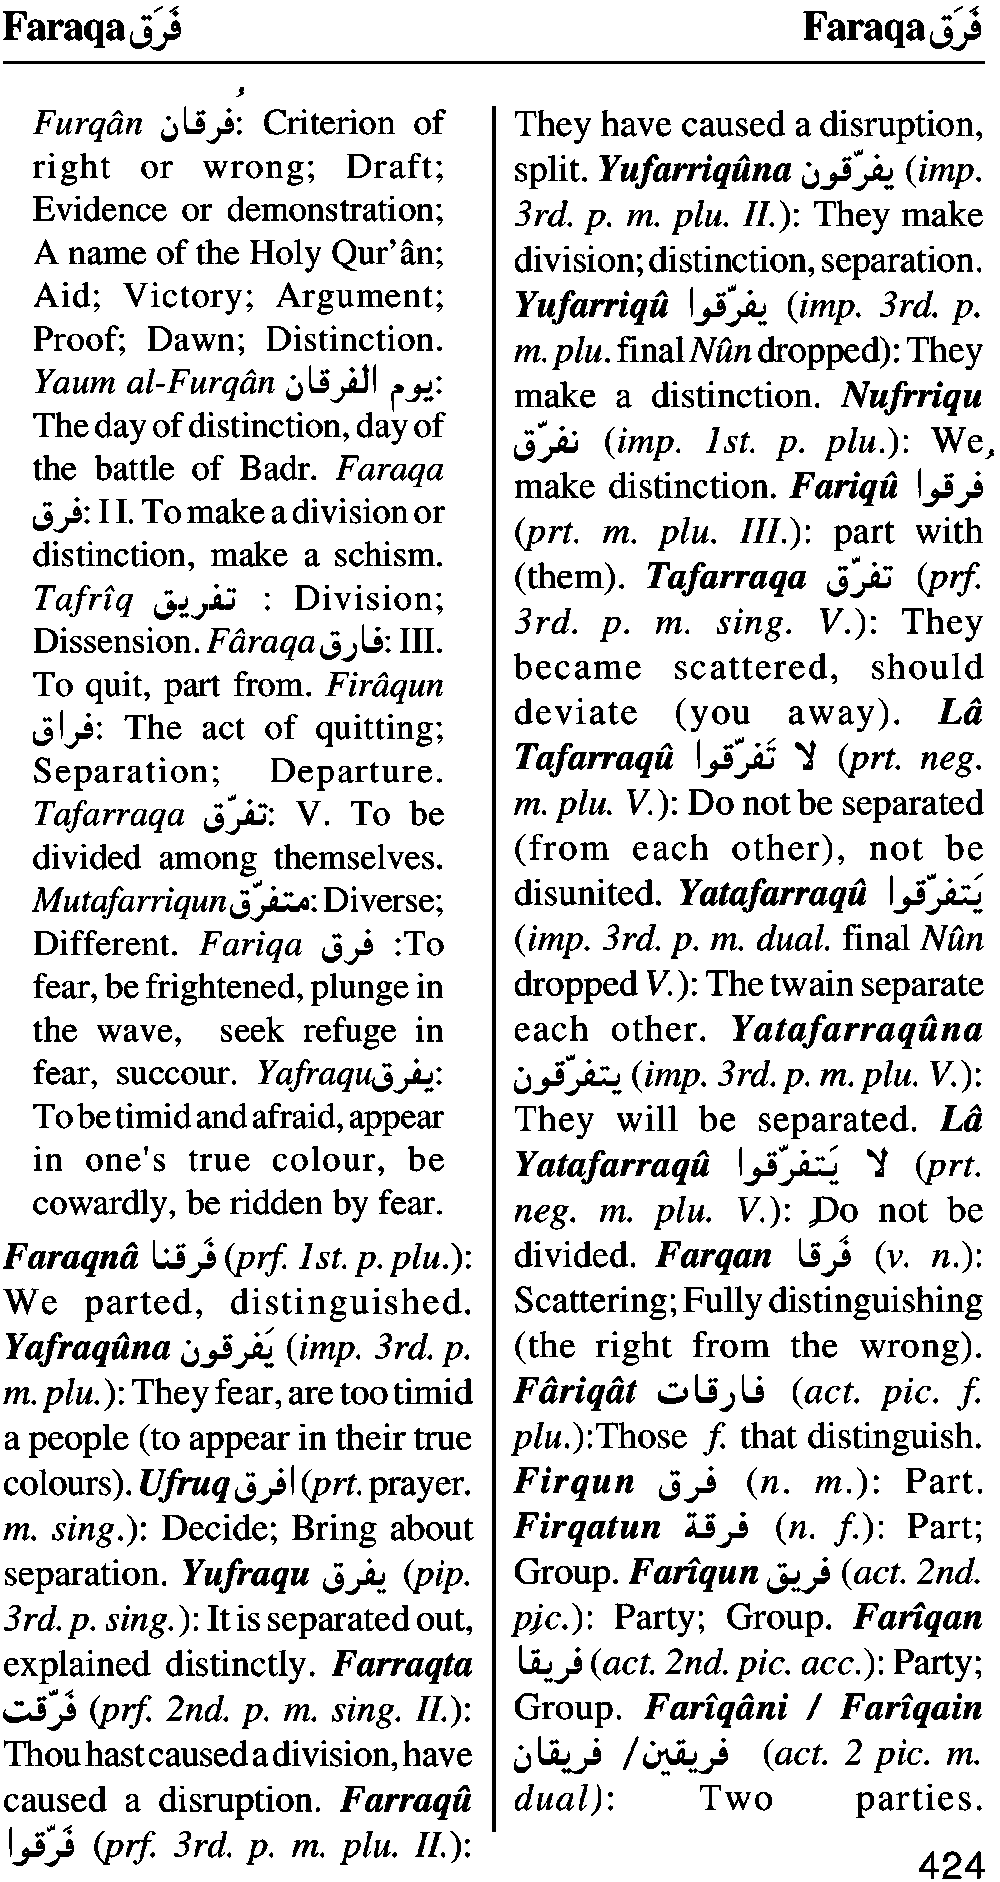 Faraqa فَرَق
Faraqa فَرَق
Furqân فُرقان: Criterion of
right or wrong; Draft;
Evidence or demonstration;
A name of the Holy Qur'ân;
Aid; Victory; Argument;
Proof; Dawn; Distinction.
Yaum al-Furqân يوم الفرقان:
The day of distinction, day of
the battle of Badr. Faraqa
فرق: II. To make a division or
distinction, make a schism.
Tafrîq تفريق : Division;
Dissension. Fâraqa فارق: III.
To quit, part from. Firâqun
فراق: The act of quitting;
Separation; Departure.
Tafarraqa تفرّق: V. To be
divided among themselves.
Mutafarriqun متفرّق: Diverse;
Different. Fariqa فرق :To
fear, be frightened, plunge in
the wave, seek refuge in
fear, succour. Yafraqu يفرق:
To be timid and afraid, appear
in one's true colour, be
cowardly, be ridden by fear.
Faraqnâ فَرقنا (prf. 1st. p. plu.):
We parted, distinguished.
Yafraqûna يَفرقون (imp. 3rd. p.
m. plu.): They fear, are too timid
a people (to appear in their true
colours). Ufruq افرق (prt. prayer.
m. sing.): Decide; Bring about
separation. Yufraqu يفرق (pip.
3rd. p. sing.): It is separated out,
explained distinctly. Farraqta
فَرّقت (prf. 2nd. p. m. sing. II.):
Thou hast caused a division, have
caused a disruption. Farraqû
فَرّقوا (prf. 3rd. p. m. plu. II.):
They have caused a disruption,
split. Yufarriqûna يفرّقون (imp.
3rd. p. m. plu. II.): They make
division; distinction, separation.
Yufarriqû يفرّقوا (imp. 3rd. p.
m. plu. final Nûn dropped): They
make a distinction. Nufrriqu
نفرّق (imp. 1st. p. plu.): We,
make distinction. Fariqû فرقوا
(prt. m. plu. III.): part with
(them). Tafarraqa تفرّق (prf.
3rd. p. m. sing. V.): They
became scattered, should
deviate (you away). Lâ
Tafarraqû لا تَفرّقوا (prt. neg.
m. plu. V.): Do not be separated
(from each other), not be
disunited. Yatafarraqû يَتفرّقوا
(imp. 3rd. p. m. dual. final Nûn
dropped V.): The twain separate
each other. Yatafarraqûna
يتفرّقون (imp. 3rd. p. m. plu. V.):
They will be separated. Lâ
Yatafarraqû لا يَتفرّقوا (prt.
neg. m. plu. V.): Do not be
divided. Farqan فَرقا (v. n.):
Scattering; Fully distinguishing
(the right from the wrong).
Fâriqât فارقات (act. pic. f.
plu.):Those f. that distinguish.
Firqun فرق (n. m.): Part.
Firqatun فرقة (n. f.): Part;
Group. Farîqun فريق (act. 2nd.
pic.): Party; Group. Farîqan
فريقا (act. 2nd. pic. acc.): Party;
Group. Farîqâni / Farîqain
فريقين/ فريقان (act. 2 pic. m.
dual): Two parties.
424